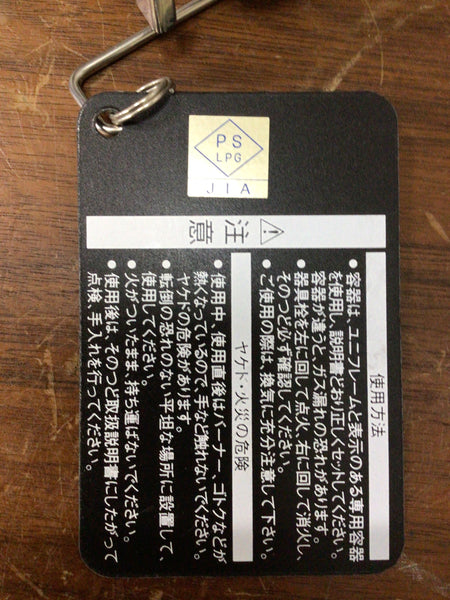 PS
LPG
JIA
⚠注意
使用方法
●容器は、ユニフレームと表示のある専用容器
を使用し、説明書どおり正しくセットしてください。
容器が違うと、ガス漏れの恐れがあります。
●器具栓を左に回して点火、右に回して消火し、
そのつど必ず確認してください。
●ご使用の際は、換気に充分注意して下さい。
ヤケド・火災の危険
●使用中、使用直後はバーナー、ゴトクなどが
熱くなっているので、手など触れないでください。
ヤケドの危険があります。
●転倒の恐れのない平坦な場所に設置して、
使用してください。
●火がついたまま、持ち運ばないでください。
●使用後は、そのつど取扱説明書にしたがって
点検、手入れを行ってください。